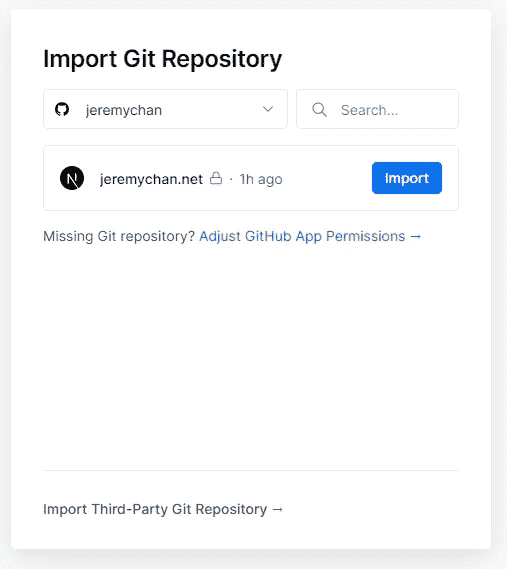 Import Git Repository
jeremychan
Search...
N
jeremychan.net · 1h ago
Import
Missing Git repository? Adjust GitHub App Permissions →
Import Third-Party Git Repository →